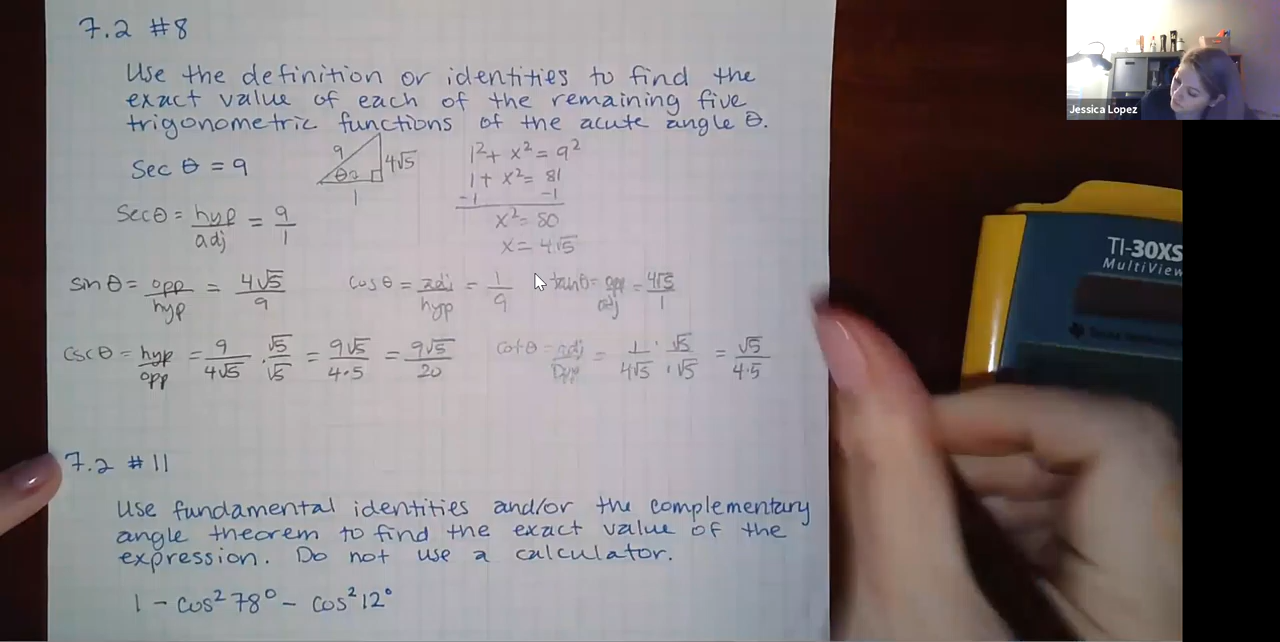 7.2 #8
Use the definition or identities to find the
exact value of each of the remaining five
trigonometric functions of the acute angle θ.
Sec θ = 9
9
4√5
θ
1
1² + x² = 9²
1 + x² = 81
-1 -1
x² = 80
x = 4√5
Secθ = hyp/adj = 9/1
sin θ = opp/hyp = 4√5/9
cos θ = adj/hyp = 1/9
tanθ = opp/adj = 4√5/1
cscθ = hyp/opp = 9/4√5 · √5/√5 = 9√5/4·5 = 9√5/20
cotθ = adj/opp = 1/4√5 · √5/√5 = √5/4·5
7.2 #11
Use fundamental identities and/or the complementary
angle theorem to find the exact value of the
expression. Do not use a calculator.
1 - cos² 78° - cos² 12°
Jessica Lopez
TI-30XS
MultiView